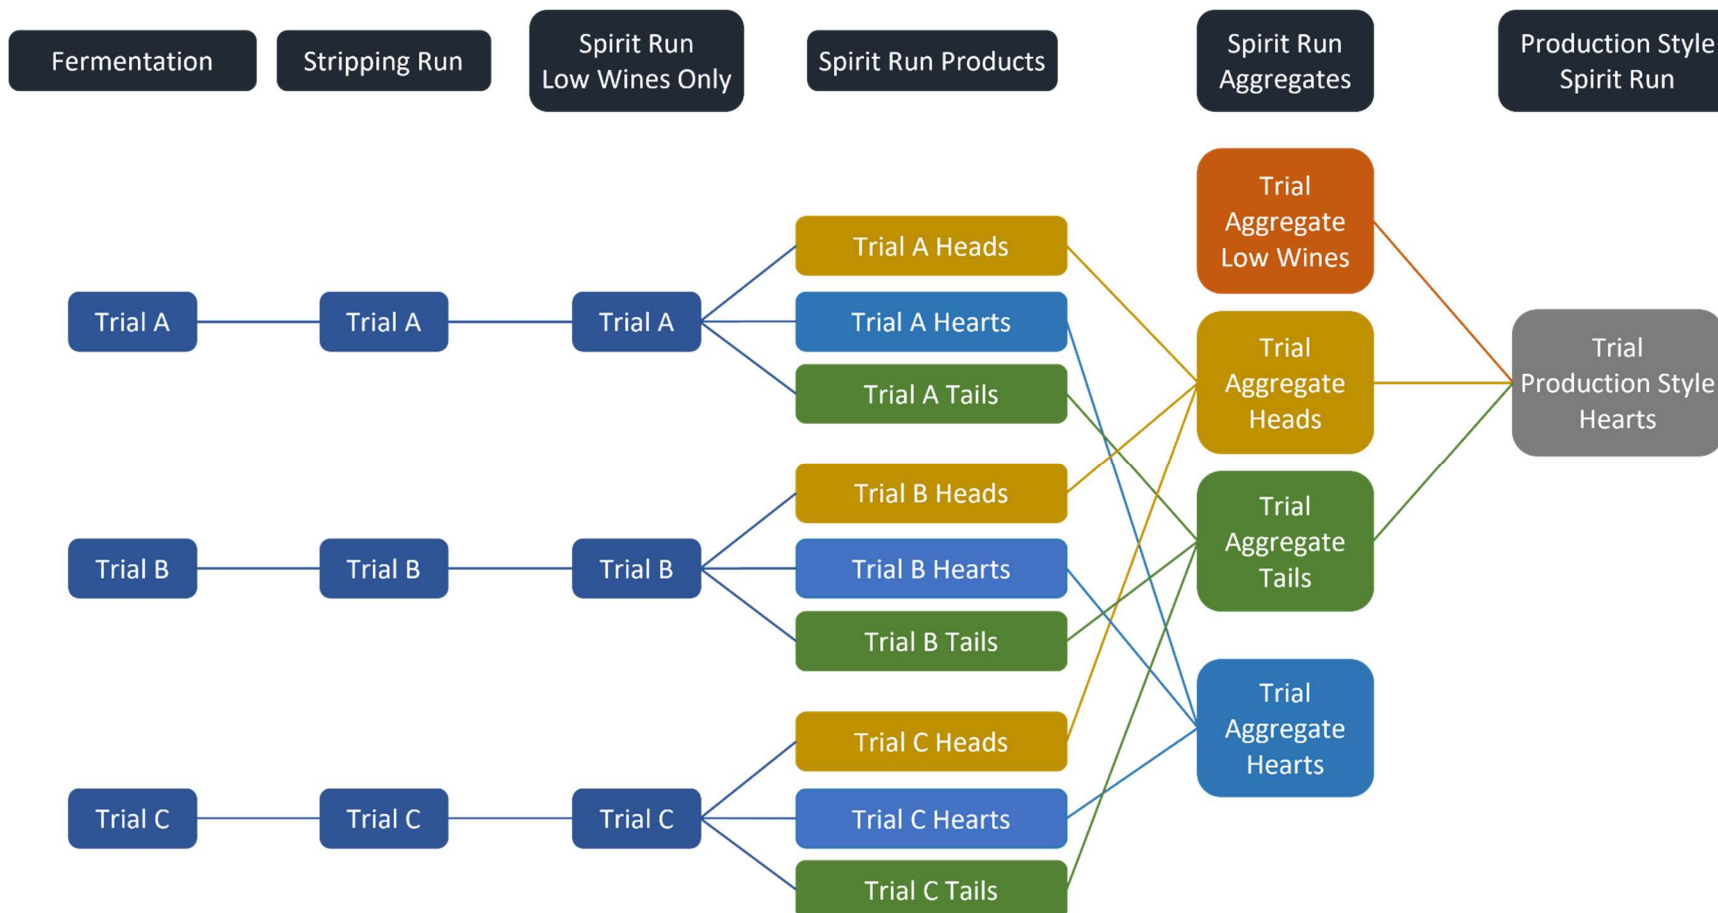 Fermentation
Stripping Run
Spirit Run
Low Wines Only
Spirit Run Products
Spirit Run
Aggregates
Production Style
Spirit Run
Trial A
Trial A
Trial A
Trial A Heads
Trial A Hearts
Trial A Tails
Trial B
Trial B
Trial B
Trial B Heads
Trial B Hearts
Trial B Tails
Trial C
Trial C
Trial C
Trial C Heads
Trial C Hearts
Trial C Tails
Trial
Aggregate
Low Wines
Trial
Aggregate
Heads
Trial
Aggregate
Tails
Trial
Aggregate
Hearts
Trial
Production Style
Hearts